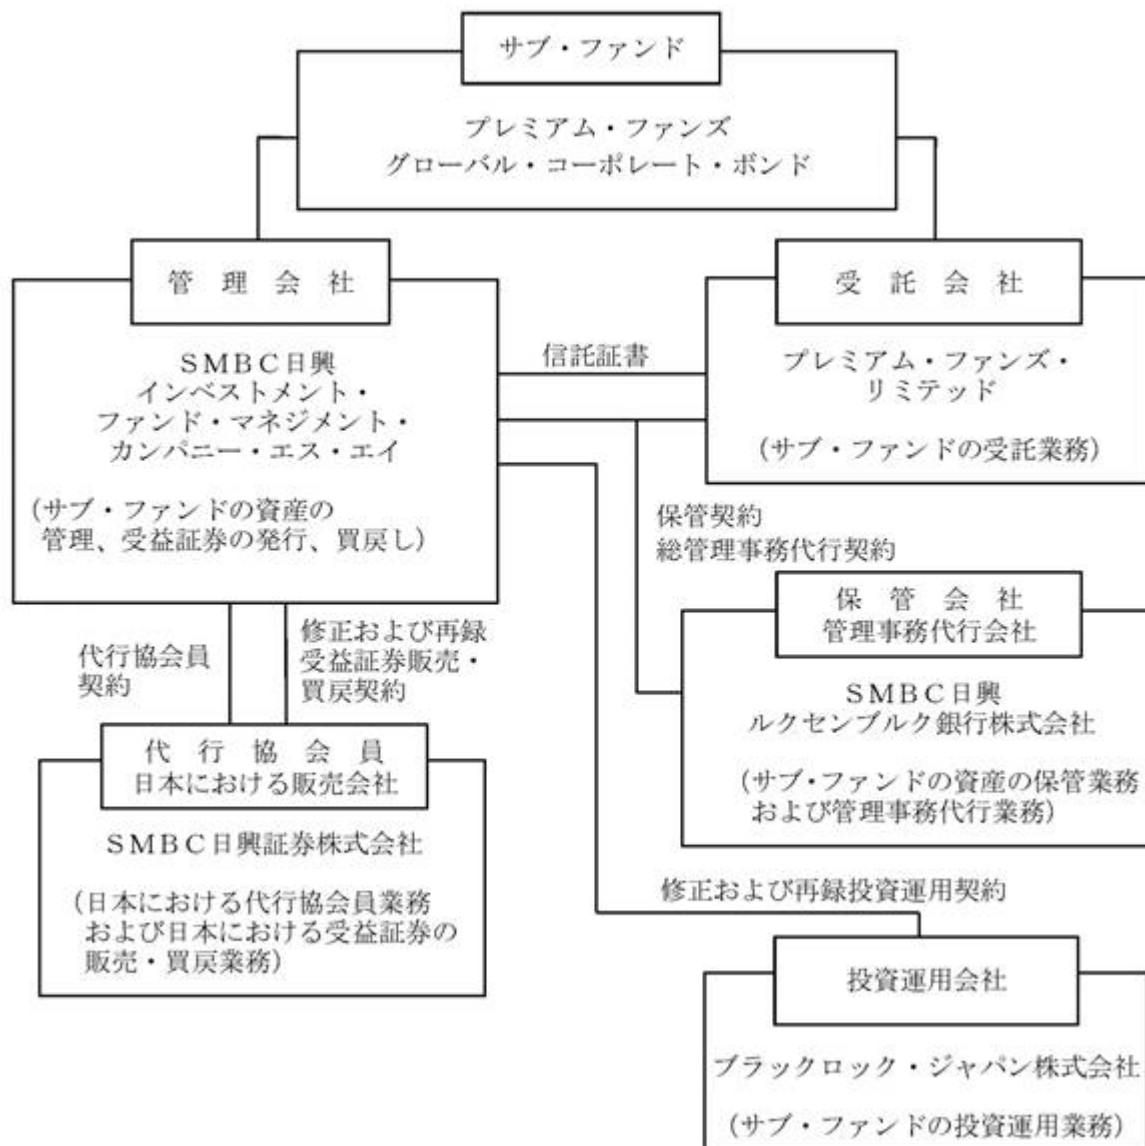 サブ・ファンド
プレミアム・ファンズ
グローバル・コーポレート・ボンド
管理会社
SMBC日興
インベストメント・
ファンド・マネジメント・
カンパニー・エス・エイ
(サブ・ファンドの資産の
管理、受益証券の発行、買戻し)
信託証書
受託会社
プレミアム・ファンズ・
リミテッド
(サブ・ファンドの受託業務)
保管契約
総管理事務代行契約
保管会社
管理事務代行会社
SMBC日興
ルクセンブルク銀行株式会社
(サブ・ファンドの資産の保管業務
および管理事務代行業務)
代行協会員
契約
修正および再録
受益証券販売・
買戻契約
代行協会員
日本における販売会社
SMBC日興証券株式会社
(日本における代行協会員業務
および日本における受益証券の
販売・買戻業務)
修正および再録投資運用契約
投資運用会社
ブラックロック・ジャパン株式会社
(サブ・ファンドの投資運用業務)